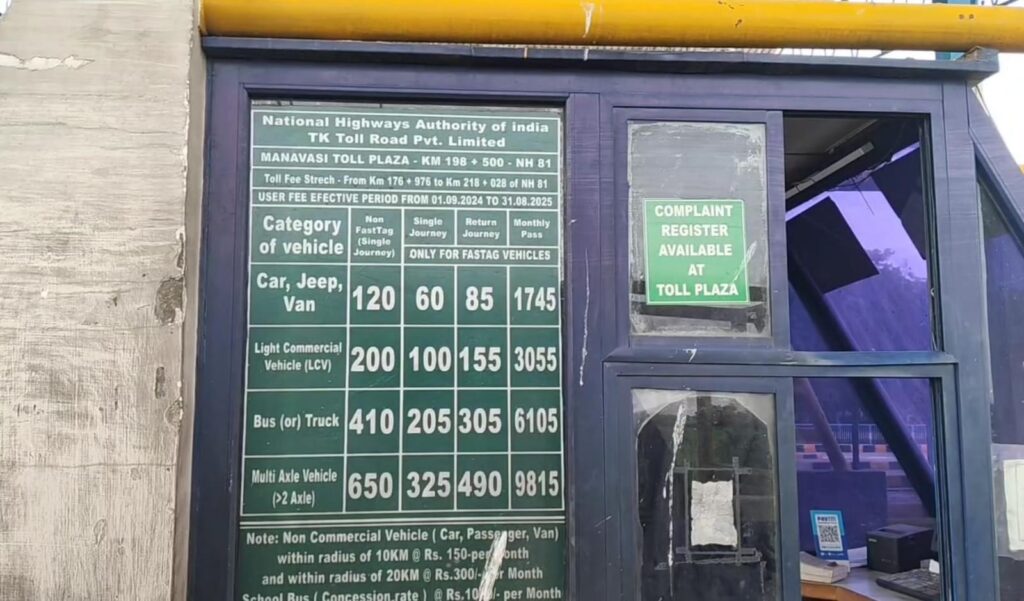 National Highways Authority of india
TK Toll Road Pvt. Limited
MANAVASI TOLL PLAZA - KM 198 + 500 - NH 81
Toll Fee Strech - From Km 176 + 976 to Km 218 + 028 of NH 81
USER FEE EFECTIVE PERIOD FROM 01.09.2024 TO 31.08.2025
Category of vehicle Non FastTag (Single Journey) Single Journey Return Journey Monthly Pass
ONLY FOR FASTAG VEHICLES
Car, Jeep, Van 120 60 85 1745
Light Commercial Vehicle (LCV) 200 100 155 3055
Bus (or) Truck 410 205 305 6105
Multi Axle Vehicle (>2 Axle) 650 325 490 9815
Note: Non Commercial Vehicle ( Car, Passenger, Van)
within radius of 10KM @ Rs. 150-per Month
and within radius of 20KM @ Rs.300/- Per Month
School Bus ( Concession rate ) @ per Month
COMPLAINT
REGISTER
AVAILABLE
AT
TOLL PLAZA